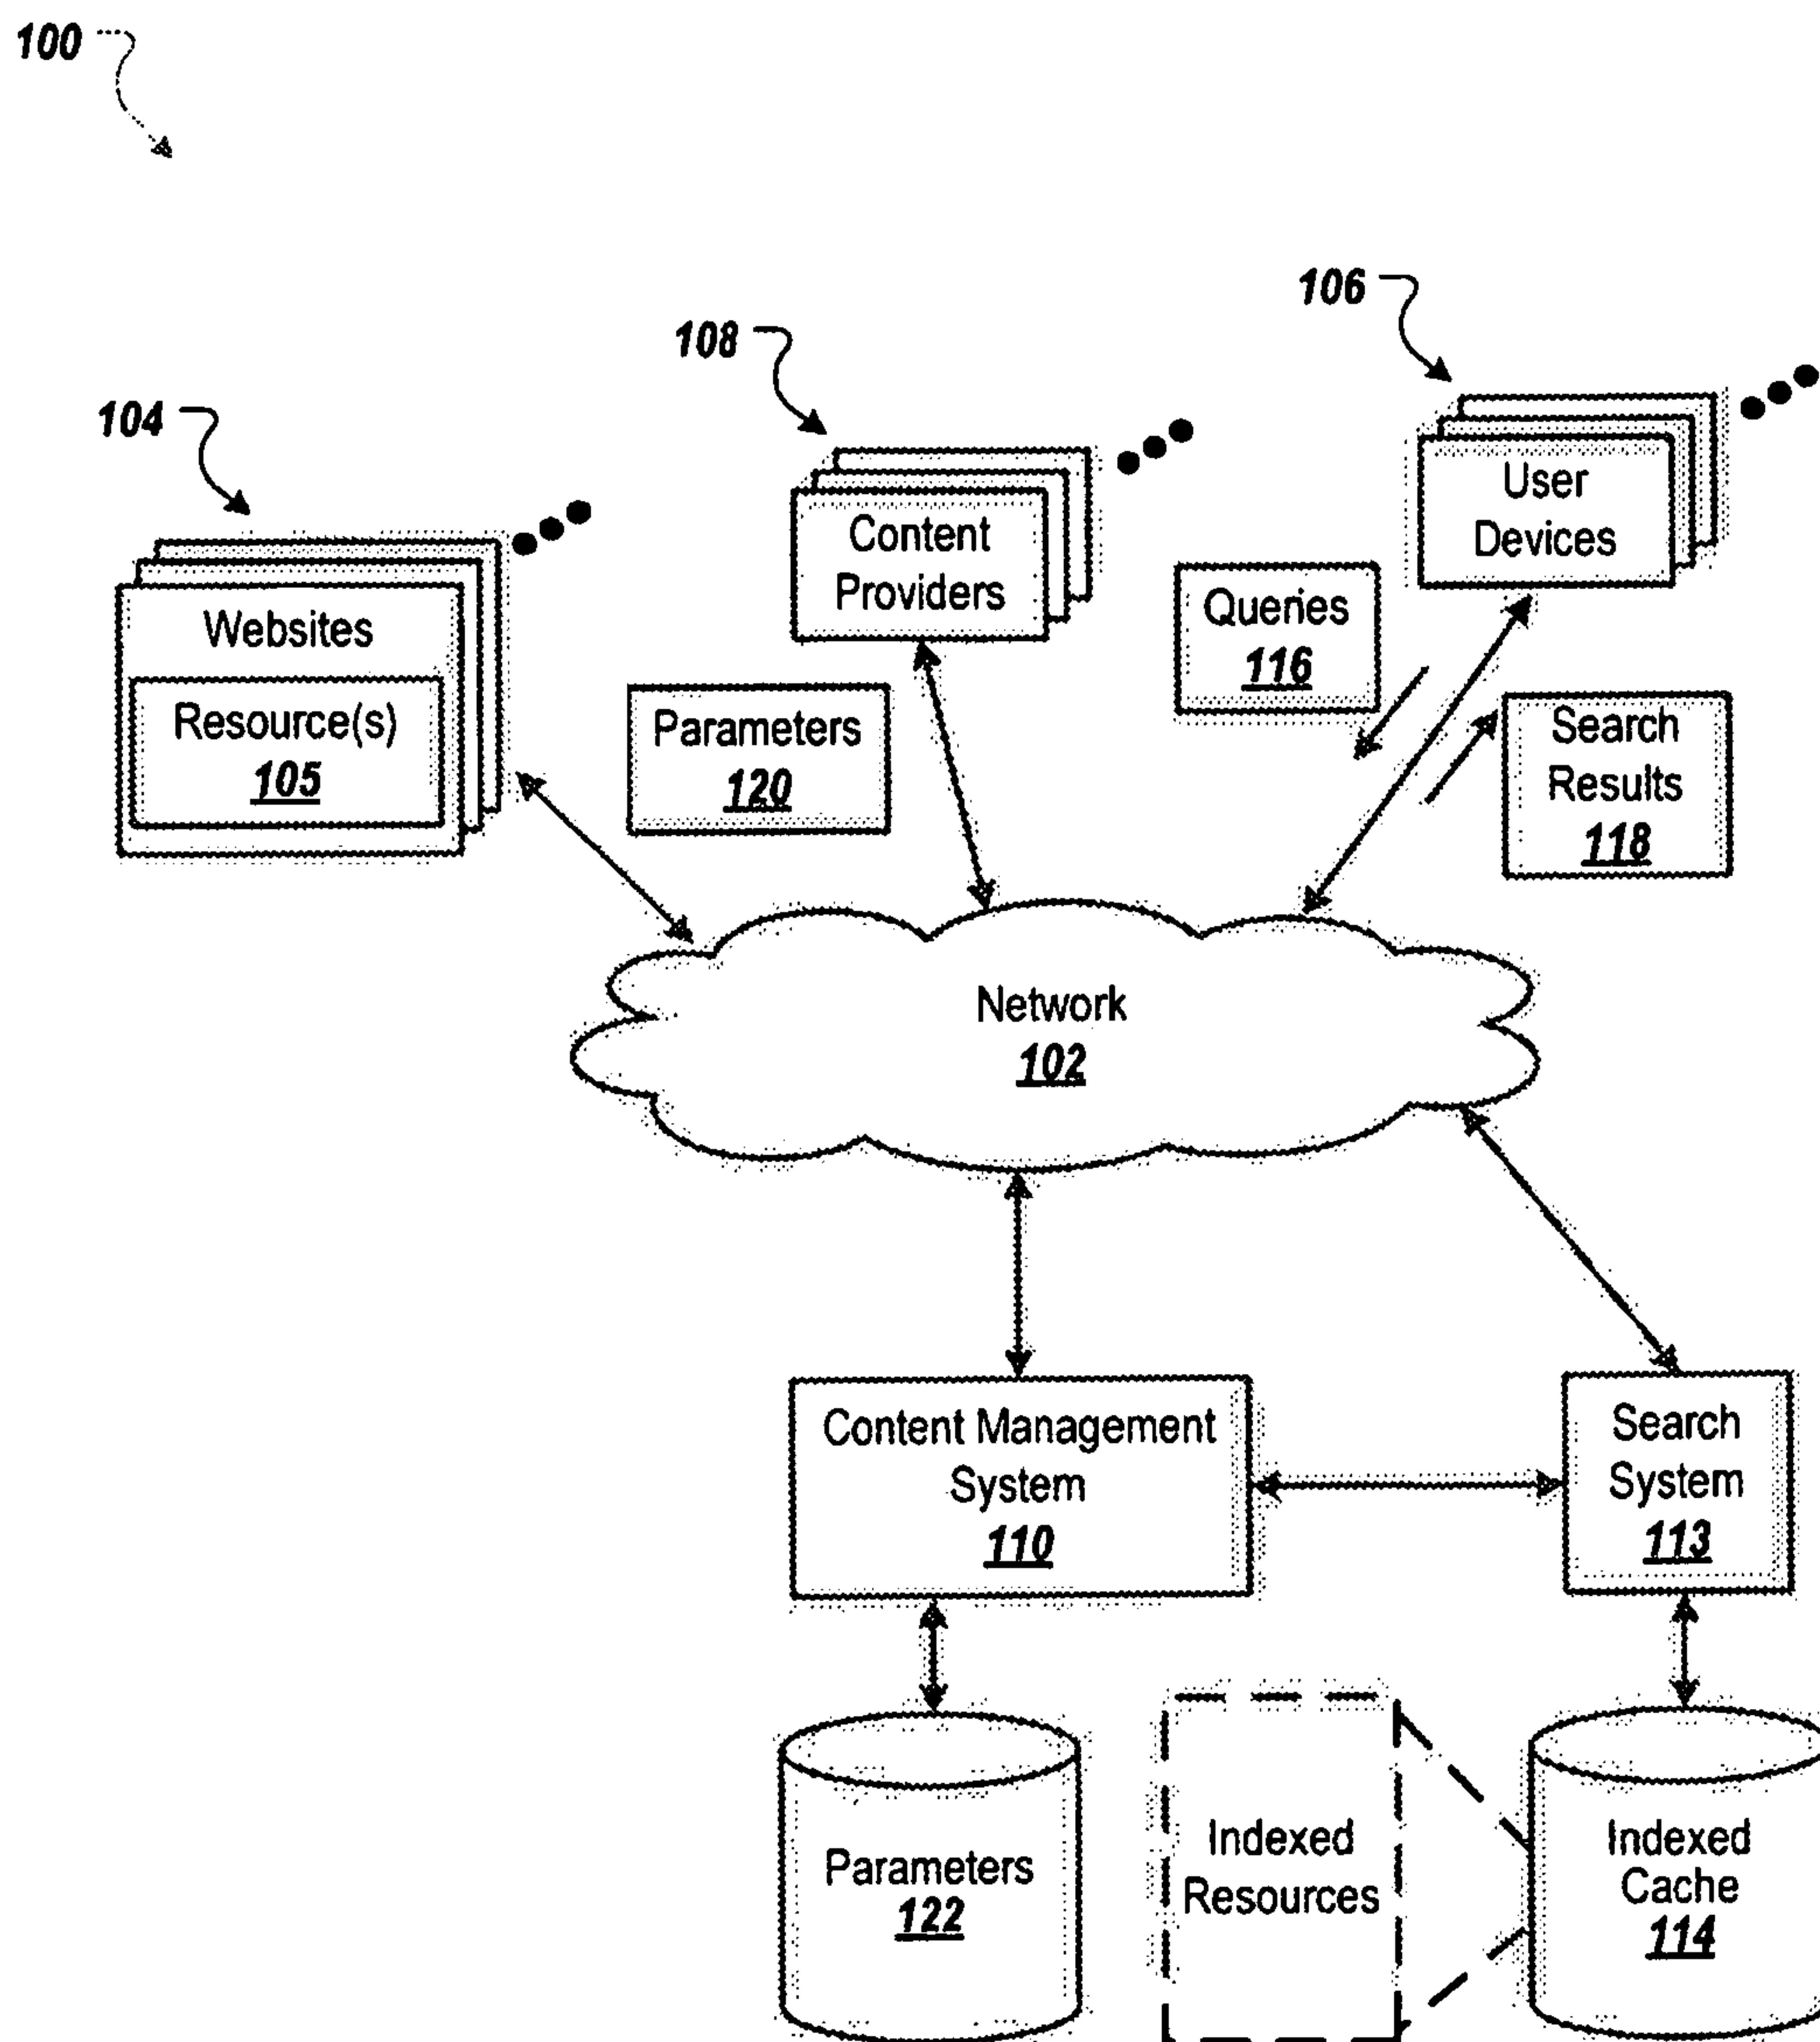 100
106
108
104
User
Devices
Content
Providers
Queries
116
Websites
Resource(s)
105
Parameters
120
Search
Results
118
Network
102
Content Management
System
110
Search
System
113
Parameters
122
Indexed
Resources
Indexed
Cache
114